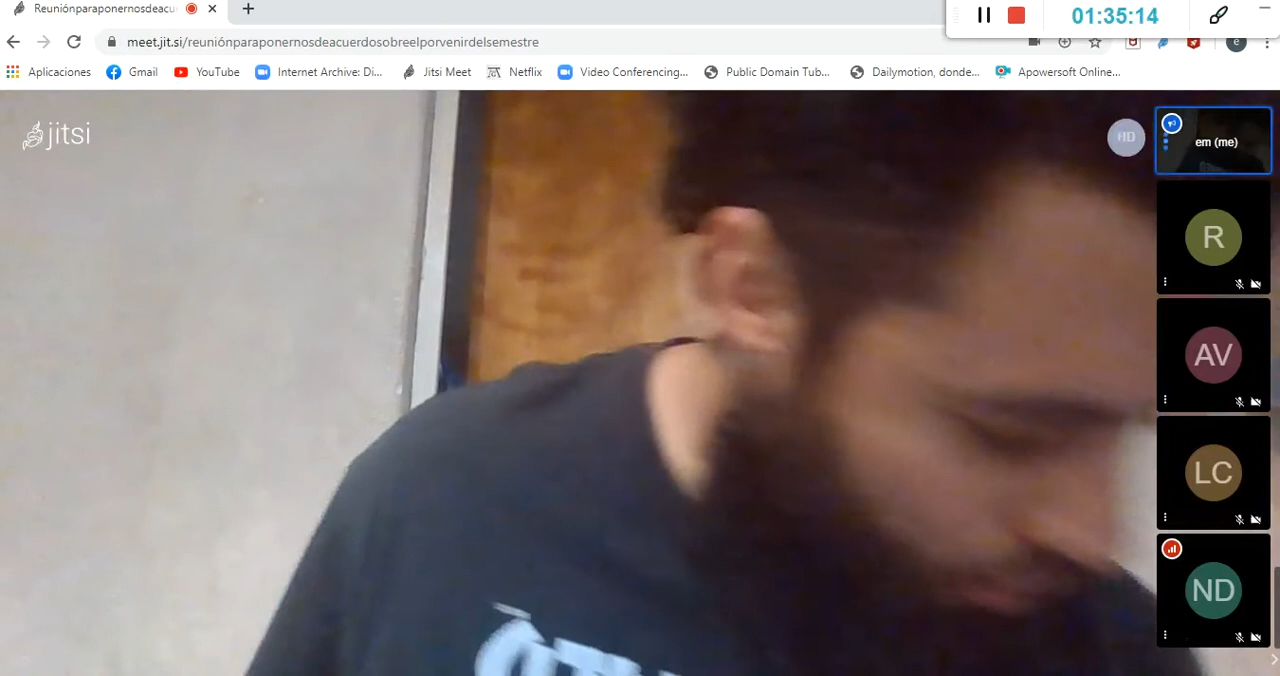 Reuniónparaponernosdeacu
01:35:14
meet.jit.si/reuniónparaponernosdeacuerdosobreelporvenirdelsemestre
e
Aplicaciones
Gmail
YouTube
Internet Archive: Di...
Jitsi Meet
Netflix
Video Conferencing...
Public Domain Tub...
Dailymotion, donde...
Apowersoft Online...
jitsi
HD
em (me)
R
AV
LC
ND